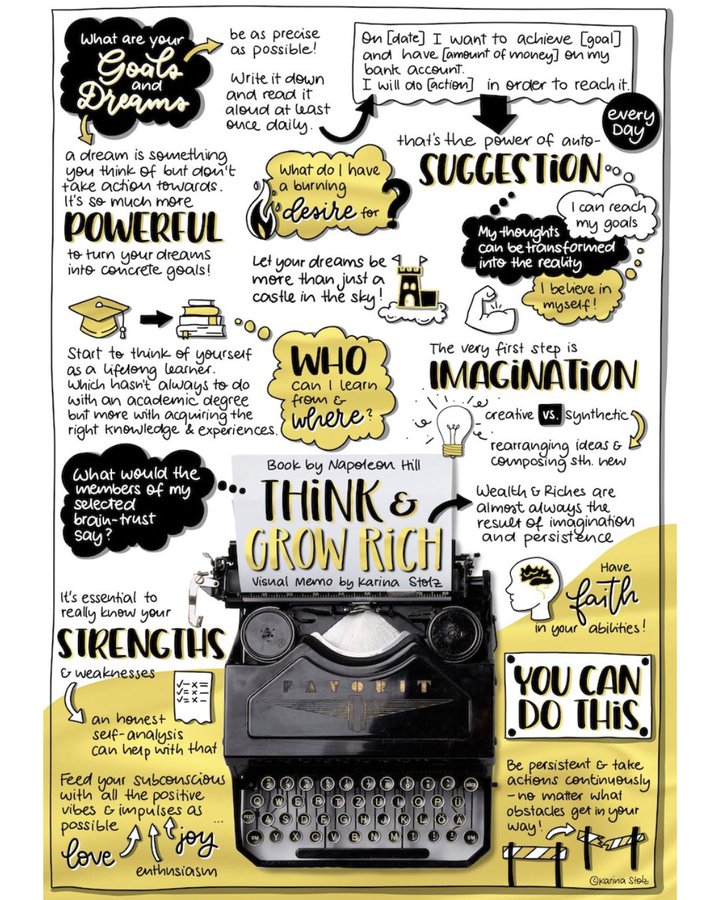 What are your
Goals
and
Dreams
be as precise
as possible!
Write it down
and read it
aloud at least
once daily.
On [date] I want to achieve [goal]
and have [amount of money] on my
bank account.
I will do [action] in order to reach it.
every
DAY
a dream is something
you think of but don't
take action towards.
It's so much more
POWERFUL
to turn your dreams
into concrete goals!
What do I have
a burning
desire for
?
that's the power of auto-
SUGGESTION
I can reach
my goals
My thoughts
can be transformed
into the reality
I believe in
myself!
Let your dreams be
more than just a
castle in the sky!
Start to think of yourself
as a lifelong learner.
Which hasn't always to do
with an academic degree
but more with acquiring the
right knowledge & experiences.
WHO
can I learn
from &
where?
The very first step is
IMAGINATION
creative vs. synthetic
rearranging ideas &
composing sth. new
What would the
members of my
selected
brain-trust
say?
Book by Napoleon Hill
THINK &
GROW RICH
Visual Memo by Karina Stolz
Wealth & Riches are
almost always the
result of imagination
and persistence
Have
faith
in your abilities!
It's essential to
really know your
STRENGTHS
& weaknesses
an honest
self-analysis
can help with that
FAVORIT
YOU CAN
DO THIS
Feed your subconscious
with all the positive
vibes & impulses as
possible ...
love
joy
enthusiasm
Be persistent & take
actions continuously
- no matter what
obstacles get in your
way!
Q W E R T Z U I O P Ü
A S D F G H J K L Ö Ä
Y X C V B N M
©Karina Stolz